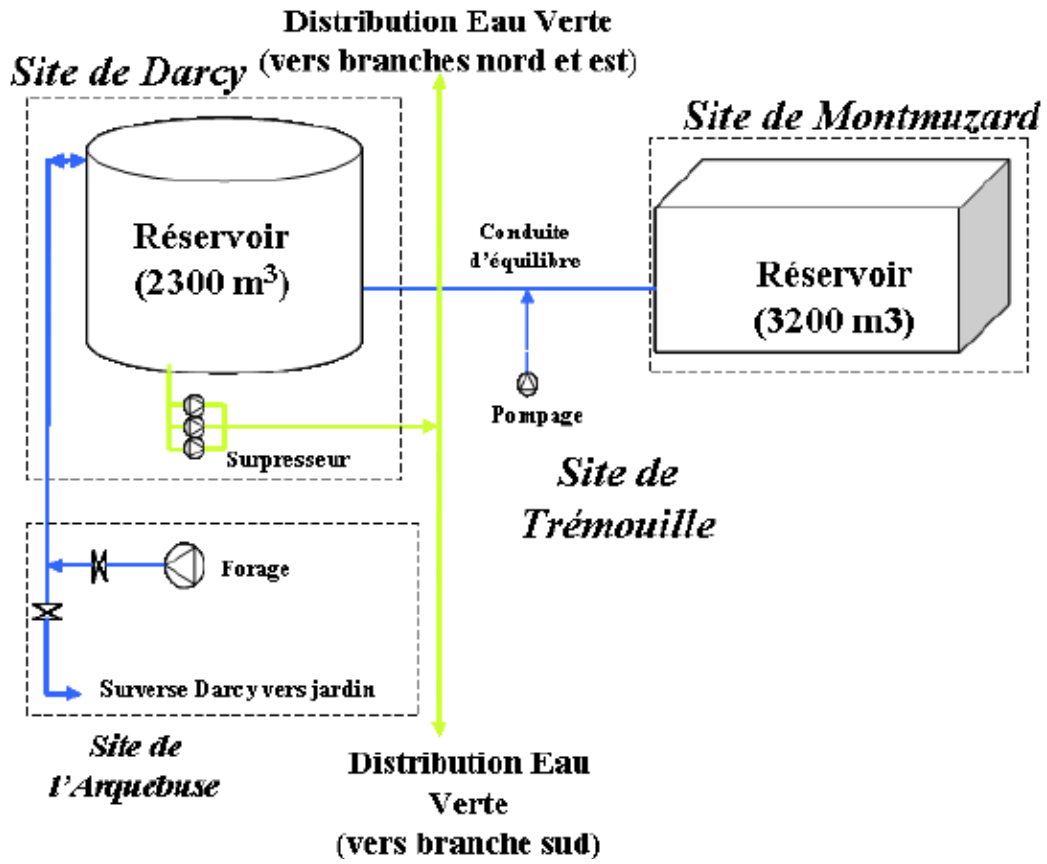 Distribution Eau Verte
(vers branches nord et est)
Site de Darcy
Site de Montmuzard
Réservoir
(2300 m³)
Conduite
d'équilibre
Réservoir
(3200 m3)
Pompage
Surpresseur
Site de
Trémouille
Forage
Surverse Darcy vers jardin
Site de
l'Arquebuse
Distribution Eau
Verte
(vers branche sud)